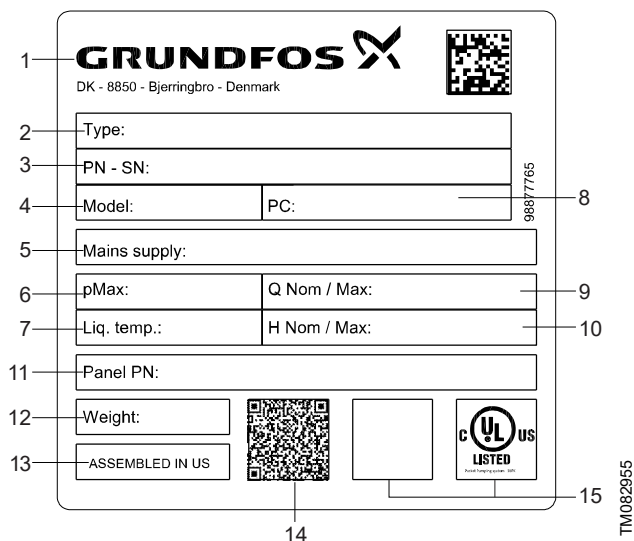 1 GRUNDFOS
DK - 8850 - Bjerringbro - Denmark
2 Type:
3 PN - SN:
98877765
4 Model: PC: 8
5 Mains supply:
6 pMax: Q Nom / Max: 9
7 Liq. temp.: H Nom / Max: 10
11 Panel PN:
12 Weight:
13 ASSEMBLED IN US
C UL US
LISTED
14
15
TM082955